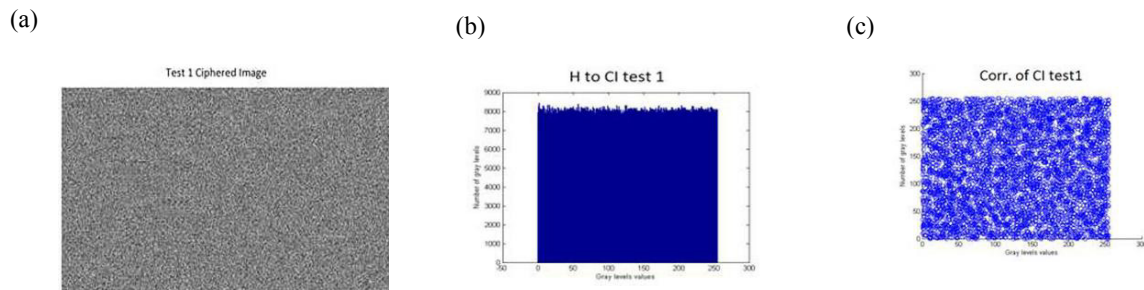 (a)
Test 1 Ciphered Image
(b)
H to CI test 1
Number of gray levels
9000
8000
7000
6000
5000
4000
3000
2000
1000
0
-50 0 50 100 150 200 250 300
Gray levels values
(c)
Corr. of CI test1
Number of gray levels
300
250
200
150
100
50
0
0 50 100 150 200 250 300
Gray levels values